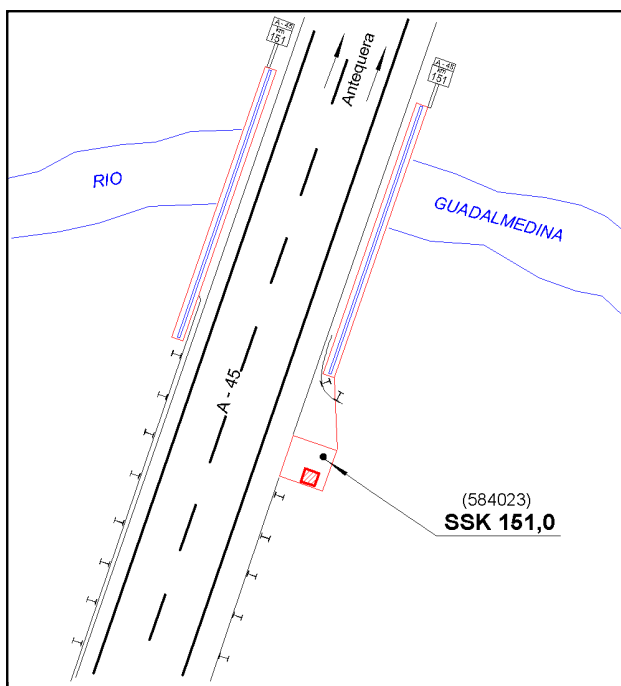 A - 45
km
151
Antequera
A - 45
km
151
RIO
GUADALMEDINA
A - 45
(584023)
SSK 151,0